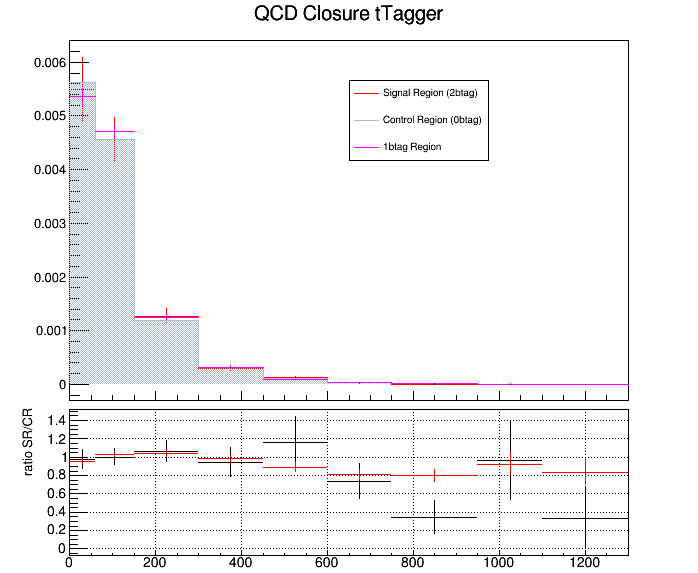 QCD Closure tTagger
0.006
0.005
0.004
0.003
0.002
0.001
0
Signal Region (2btag)
Control Region (0btag)
1btag Region
ratio SR/CR
1.4
1.2
1
0.8
0.6
0.4
0.2
0
0 200 400 600 800 1000 1200